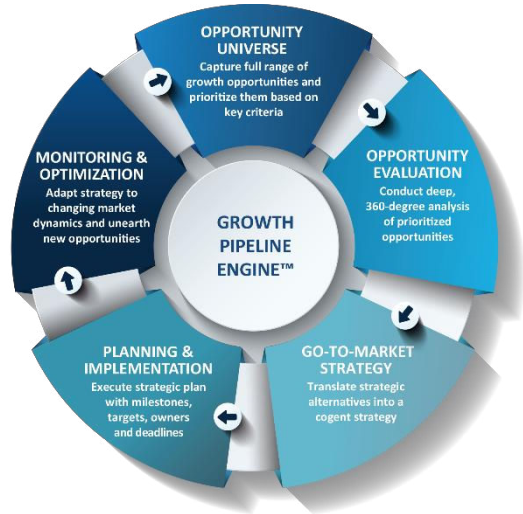 OPPORTUNITY
UNIVERSE
Capture full range of
growth opportunities and
prioritize them based on
key criteria
OPPORTUNITY
EVALUATION
Conduct deep,
360-degree analysis
of prioritized
opportunities
GO-TO-MARKET
STRATEGY
Translate strategic
alternatives into a
cogent strategy
PLANNING &
IMPLEMENTATION
Execute strategic plan
with milestones,
targets, owners
and deadlines
MONITORING &
OPTIMIZATION
Adapt strategy to
changing market
dynamics and unearth
new opportunities
GROWTH
PIPELINE
ENGINE™